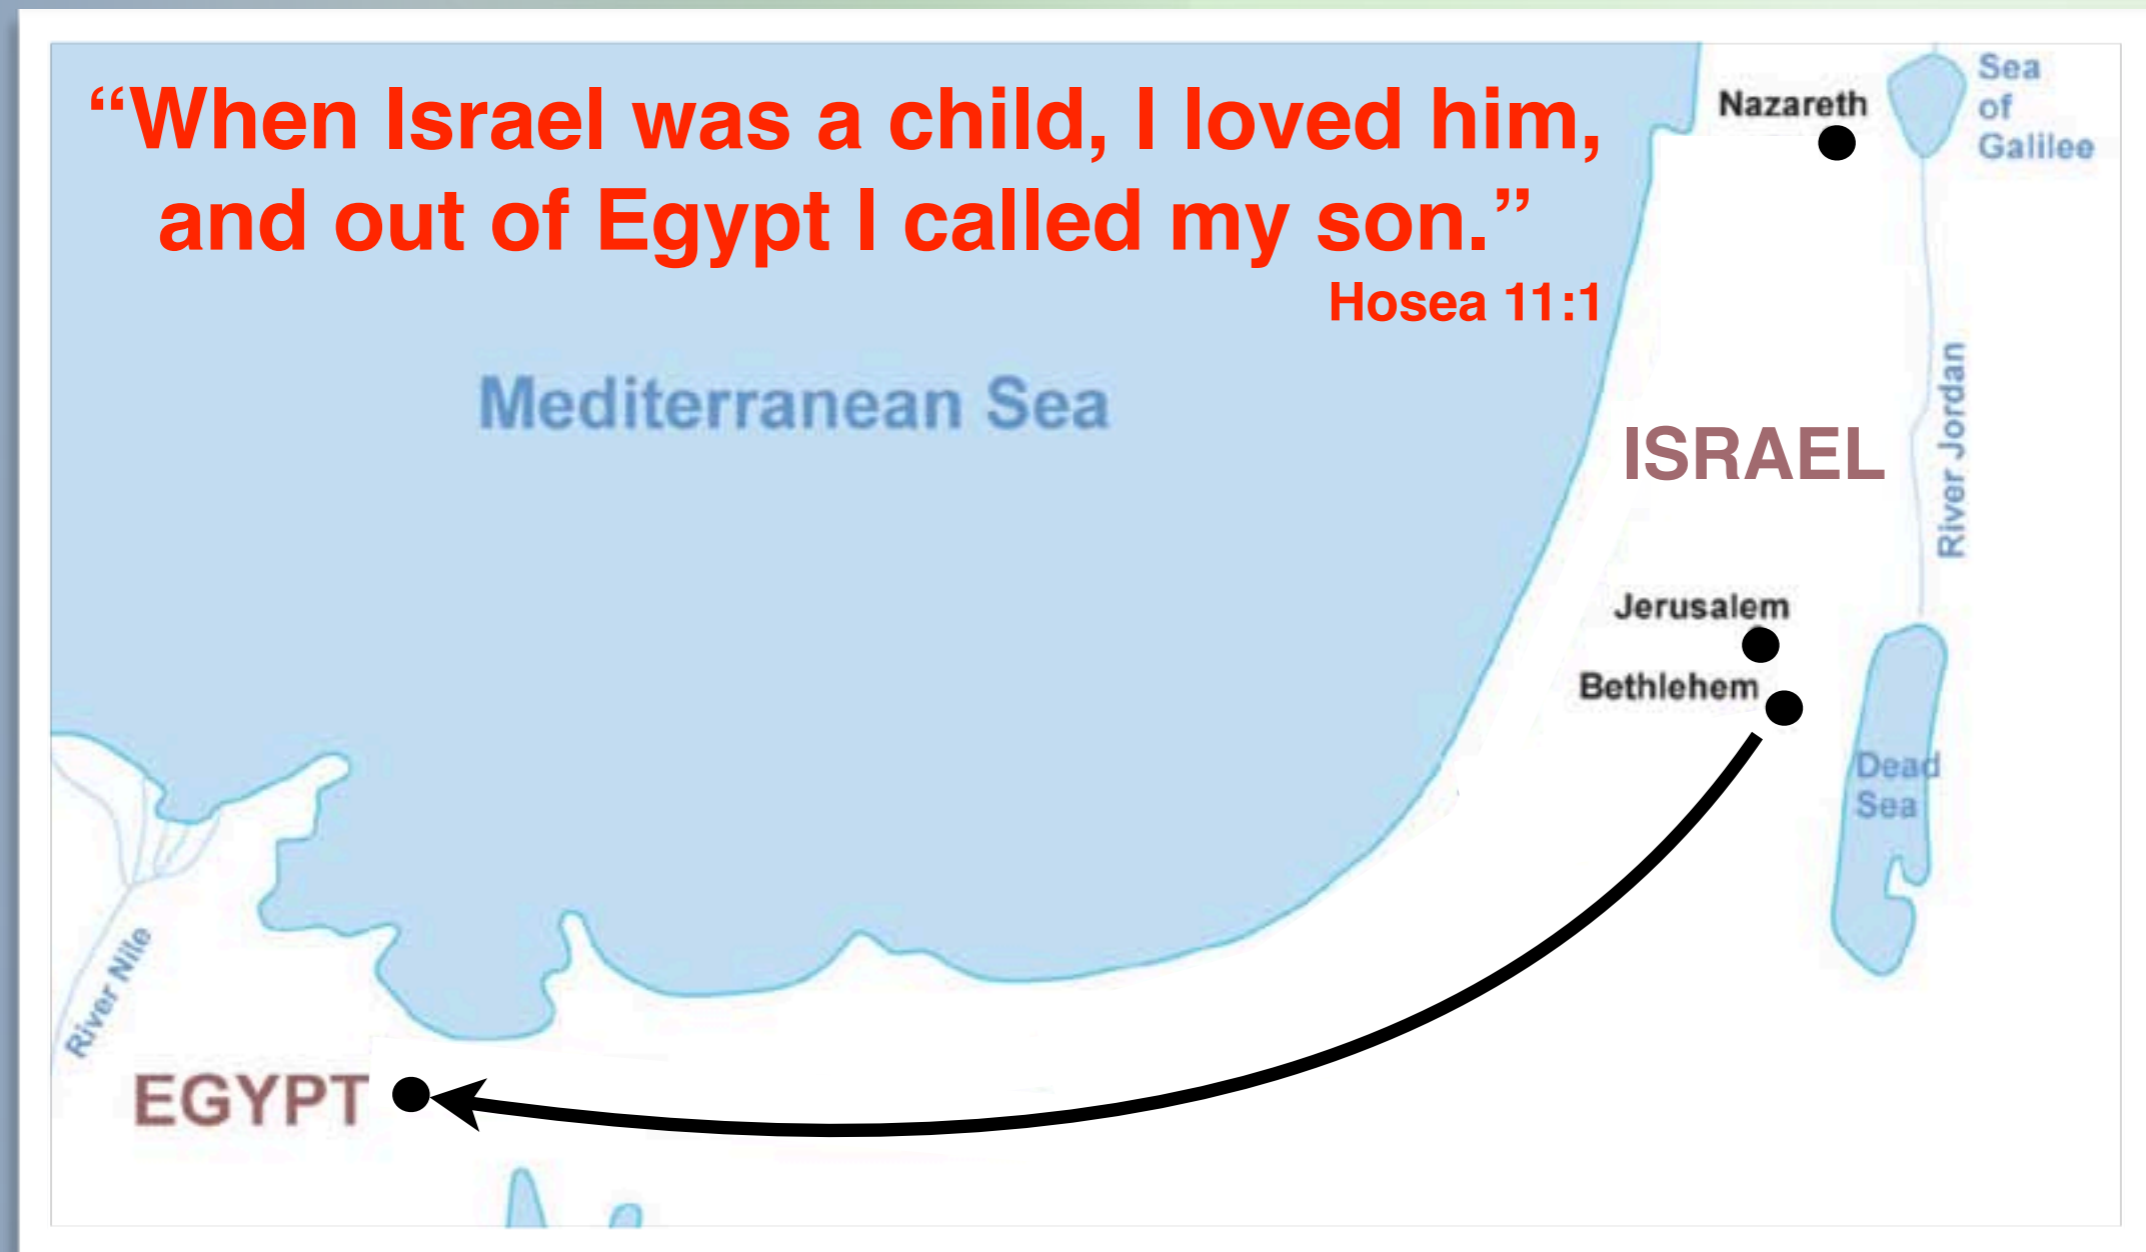 “When Israel was a child, I loved him,
and out of Egypt I called my son.”
Hosea 11:1
Sea
of
Galilee
Nazareth
Mediterranean Sea
ISRAEL
River Jordan
Jerusalem
Bethlehem
Dead
Sea
River Nile
EGYPT